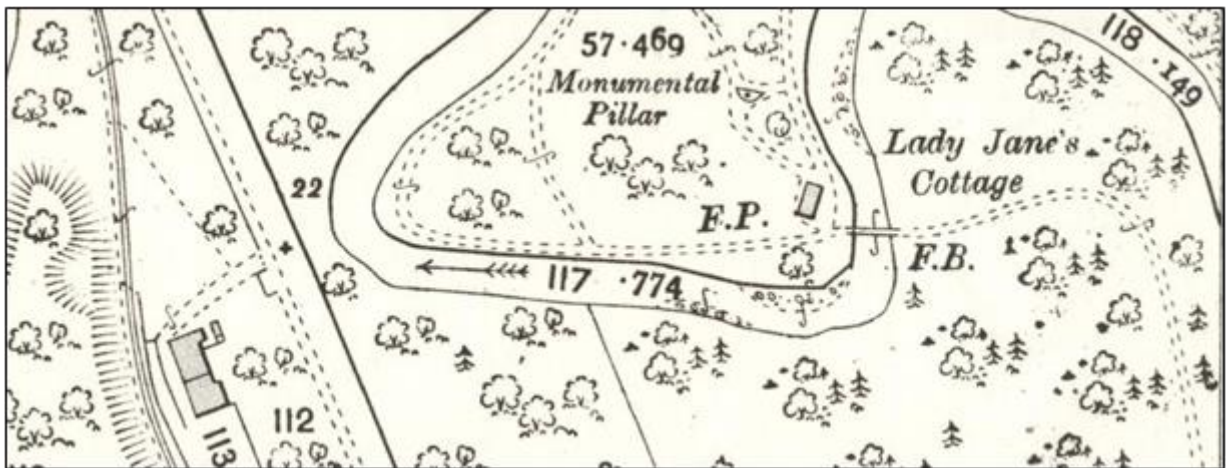 57·469
Monumental
Pillar
118
·149
Lady Jane's
Cottage
22
F.P.
F.B.
117 ·774
112
113